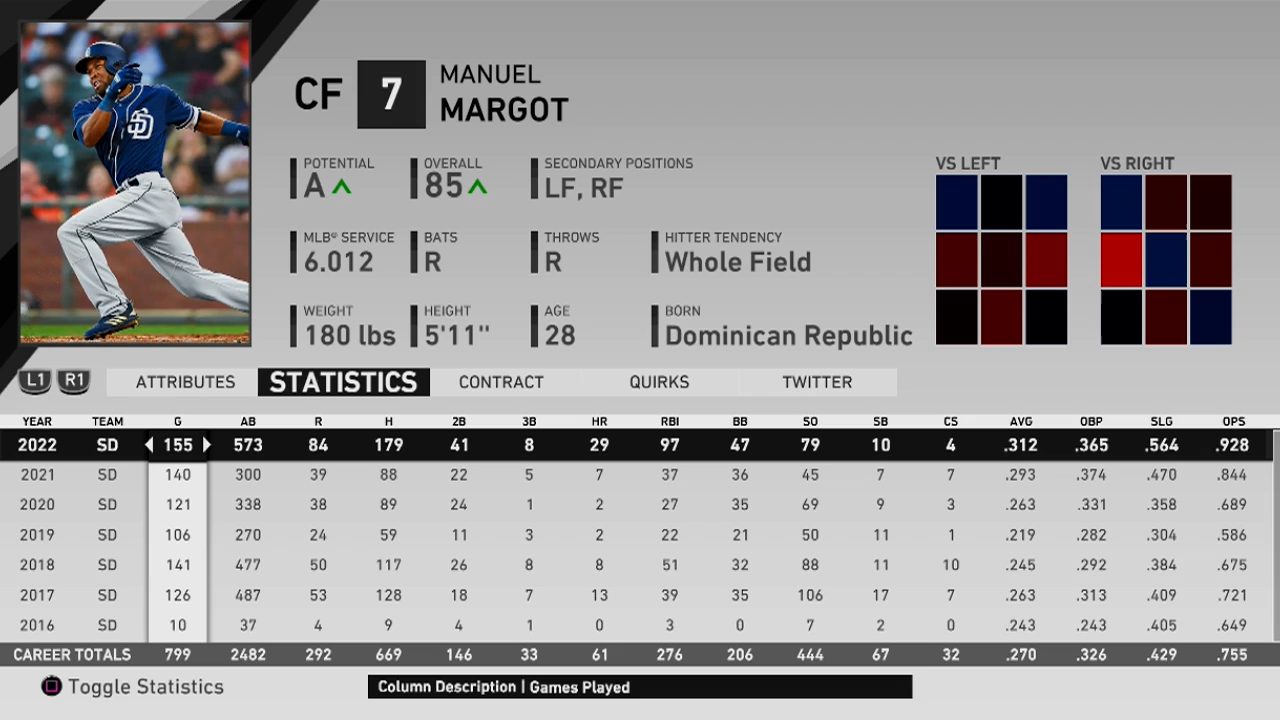 CF 7 MANUEL
MARGOT
SD
POTENTIAL OVERALL SECONDARY POSITIONS
A 85 LF, RF
MLB® SERVICE BATS THROWS HITTER TENDENCY
6.012 R R Whole Field
WEIGHT HEIGHT AGE BORN
180 lbs 5'11" 28 Dominican Republic
VS LEFT VS RIGHT
L1 R1 ATTRIBUTES STATISTICS CONTRACT QUIRKS TWITTER
YEAR TEAM G AB R H 2B 3B HR RBI BB SO SB CS AVG OBP SLG OPS
2022 SD 155 573 84 179 41 8 29 97 47 79 10 4 .312 .365 .564 .928
2021 SD 140 300 39 88 22 5 7 37 36 45 7 7 .293 .374 .470 .844
2020 SD 121 338 38 89 24 1 2 27 35 69 9 3 .263 .331 .358 .689
2019 SD 106 270 24 59 11 3 2 22 21 50 11 1 .219 .282 .304 .586
2018 SD 141 477 50 117 26 8 8 51 32 88 11 10 .245 .292 .384 .675
2017 SD 126 487 53 128 18 7 13 39 35 106 17 7 .263 .313 .409 .721
2016 SD 10 37 4 9 4 1 0 3 0 7 2 0 .243 .243 .405 .649
CAREER TOTALS 799 2482 292 669 146 33 61 276 206 444 67 32 .270 .326 .429 .755
Toggle Statistics Column Description | Games Played